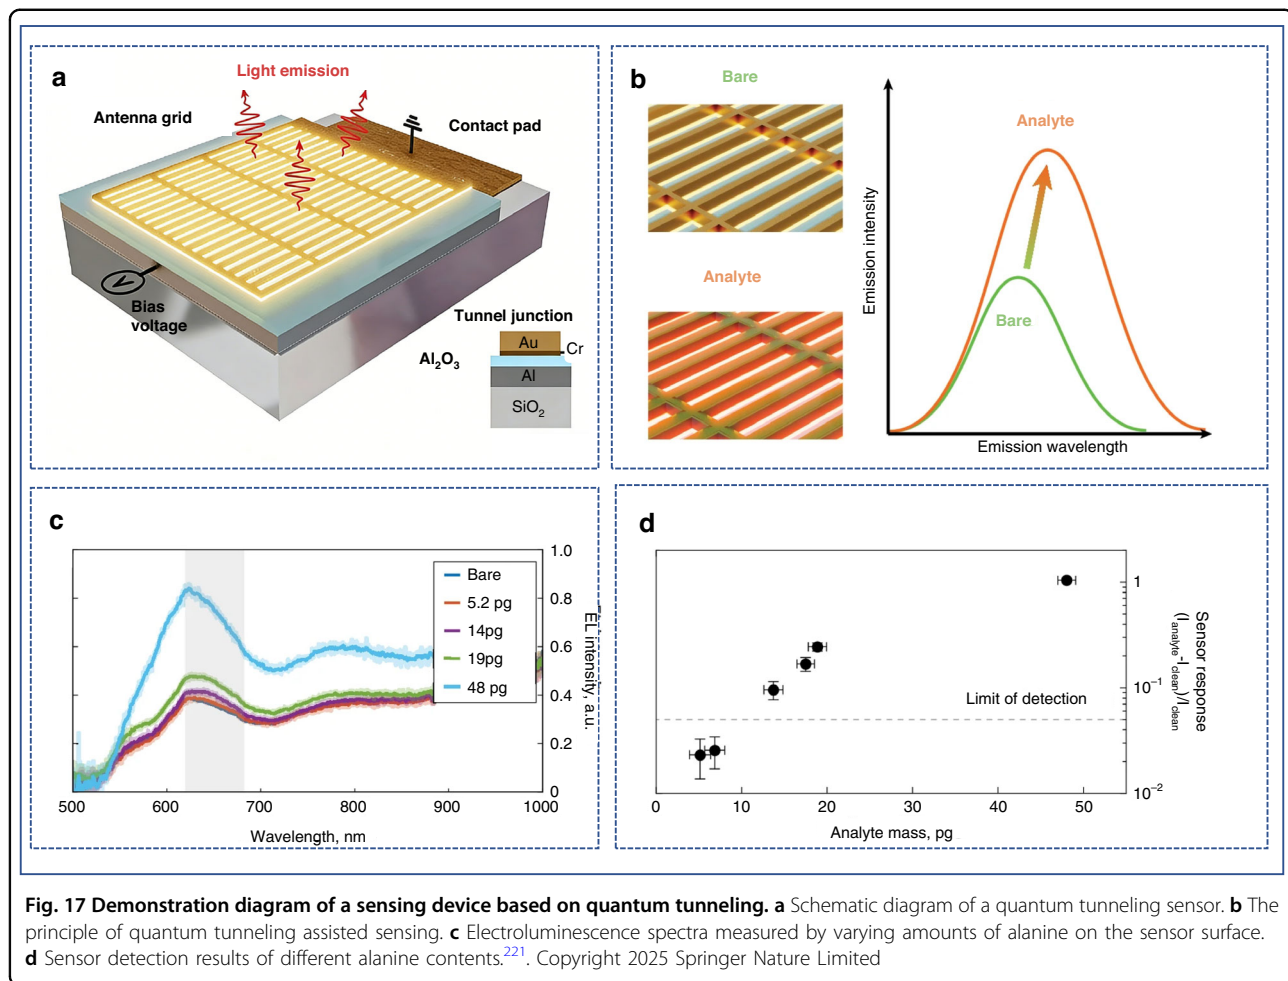 a
Light emission
Antenna grid
Contact pad
V
Bias
voltage
Tunnel junction
Au
Cr
Al₂O₃
Al
SiO₂
b
Bare
Analyte
Analyte
Bare
Emission intensity
Emission wavelength
c
1.0
0.8
0.6
0.4
0.2
0
EL intensity, a.u.
Bare
5.2 pg
14pg
19pg
48 pg
500 600 700 800 900 1000
Wavelength, nm
d
1
10⁻¹
10⁻²
Sensor response
(I_analyte-I_clean)/I_clean
Limit of detection
0 10 20 30 40 50
Analyte mass, pg
Fig. 17 Demonstration diagram of a sensing device based on quantum tunneling. a Schematic diagram of a quantum tunneling sensor. b The
principle of quantum tunneling assisted sensing. c Electroluminescence spectra measured by varying amounts of alanine on the sensor surface.
d Sensor detection results of different alanine contents.²²¹. Copyright 2025 Springer Nature Limited